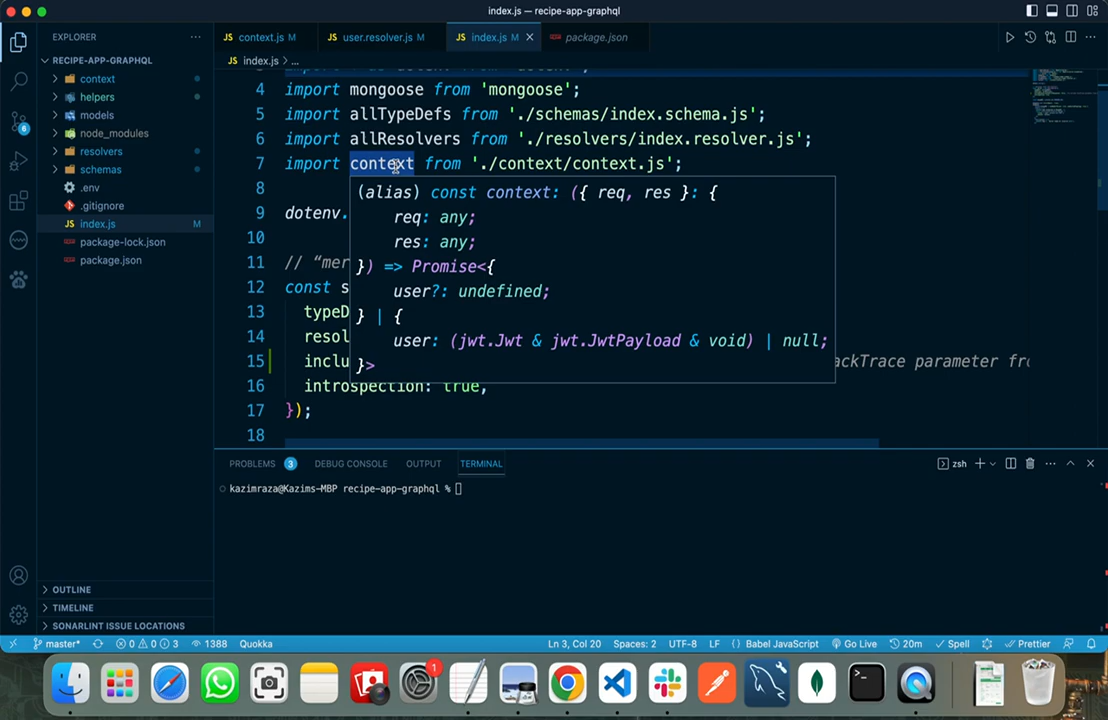 index.js — recipe-app-graphql
EXPLORER
context.js M
user.resolver.js M
index.js M
package.json
index.js > ...
RECIPE-APP-GRAPHQL
context
helpers
models
node_modules
resolvers
schemas
.env
.gitignore
index.js M
package-lock.json
package.json
4 import mongoose from 'mongoose';
5 import allTypeDefs from './schemas/index.schema.js';
6 import allResolvers from './resolvers/index.resolver.js';
7 import context from './context/context.js';
8
(alias) const context: ({ req, res }: {
9 dotenv.
req: any;
10
res: any;
11 // “mer
}) => Promise<{
12 const s
user?: undefined;
13 typeD
} | {
14 resol
user: (jwt.Jwt & jwt.JwtPayload & void) | null;
15 inclu
}>
ackTrace parameter fro
16 introspection: true,
17 });
18
PROBLEMS 3
DEBUG CONSOLE
OUTPUT
TERMINAL
zsh
kazimraza@Kazims-MBP recipe-app-graphql %
6
OUTLINE
TIMELINE
SONARLINT ISSUES LOCATIONS
master*
0 0 3
1388
Quokka
Ln 3, Col 20
Spaces: 2
UTF-8
LF
{ } Babel JavaScript
Go Live
20m
Spell
Prettier
1